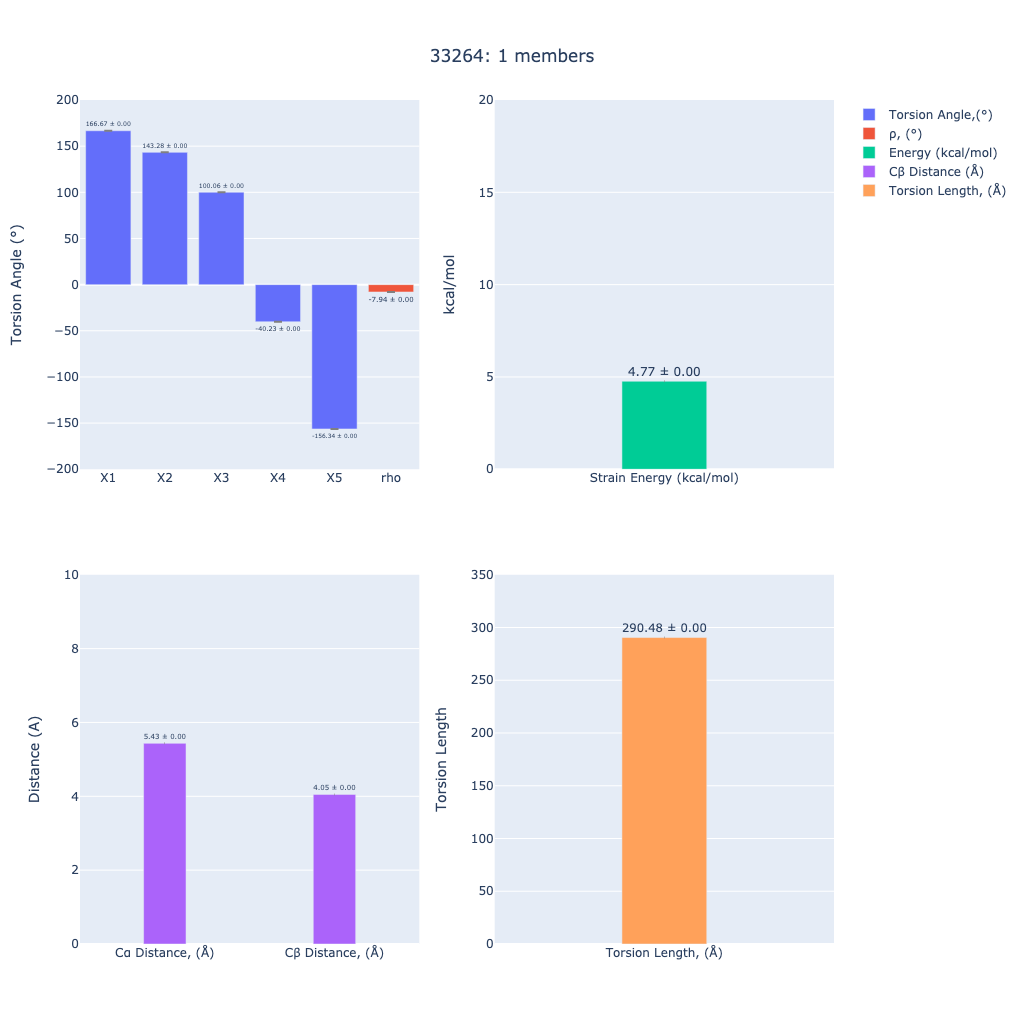 33264: 1 members
Torsion Angle (°)
200
150
100
50
0
−50
−100
−150
−200
166.67 ± 0.00
143.28 ± 0.00
100.06 ± 0.00
-40.23 ± 0.00
-156.34 ± 0.00
-7.94 ± 0.00
X1 X2 X3 X4 X5 rho
kcal/mol
20
15
10
5
0
4.77 ± 0.00
Strain Energy (kcal/mol)
Torsion Angle,(°)
ρ, (°)
Energy (kcal/mol)
Cβ Distance (Å)
Torsion Length, (Å)
Distance (A)
10
8
6
4
2
0
5.43 ± 0.00
4.05 ± 0.00
Cα Distance, (Å) Cβ Distance, (Å)
Torsion Length
350
300
250
200
150
100
50
0
290.48 ± 0.00
Torsion Length, (Å)